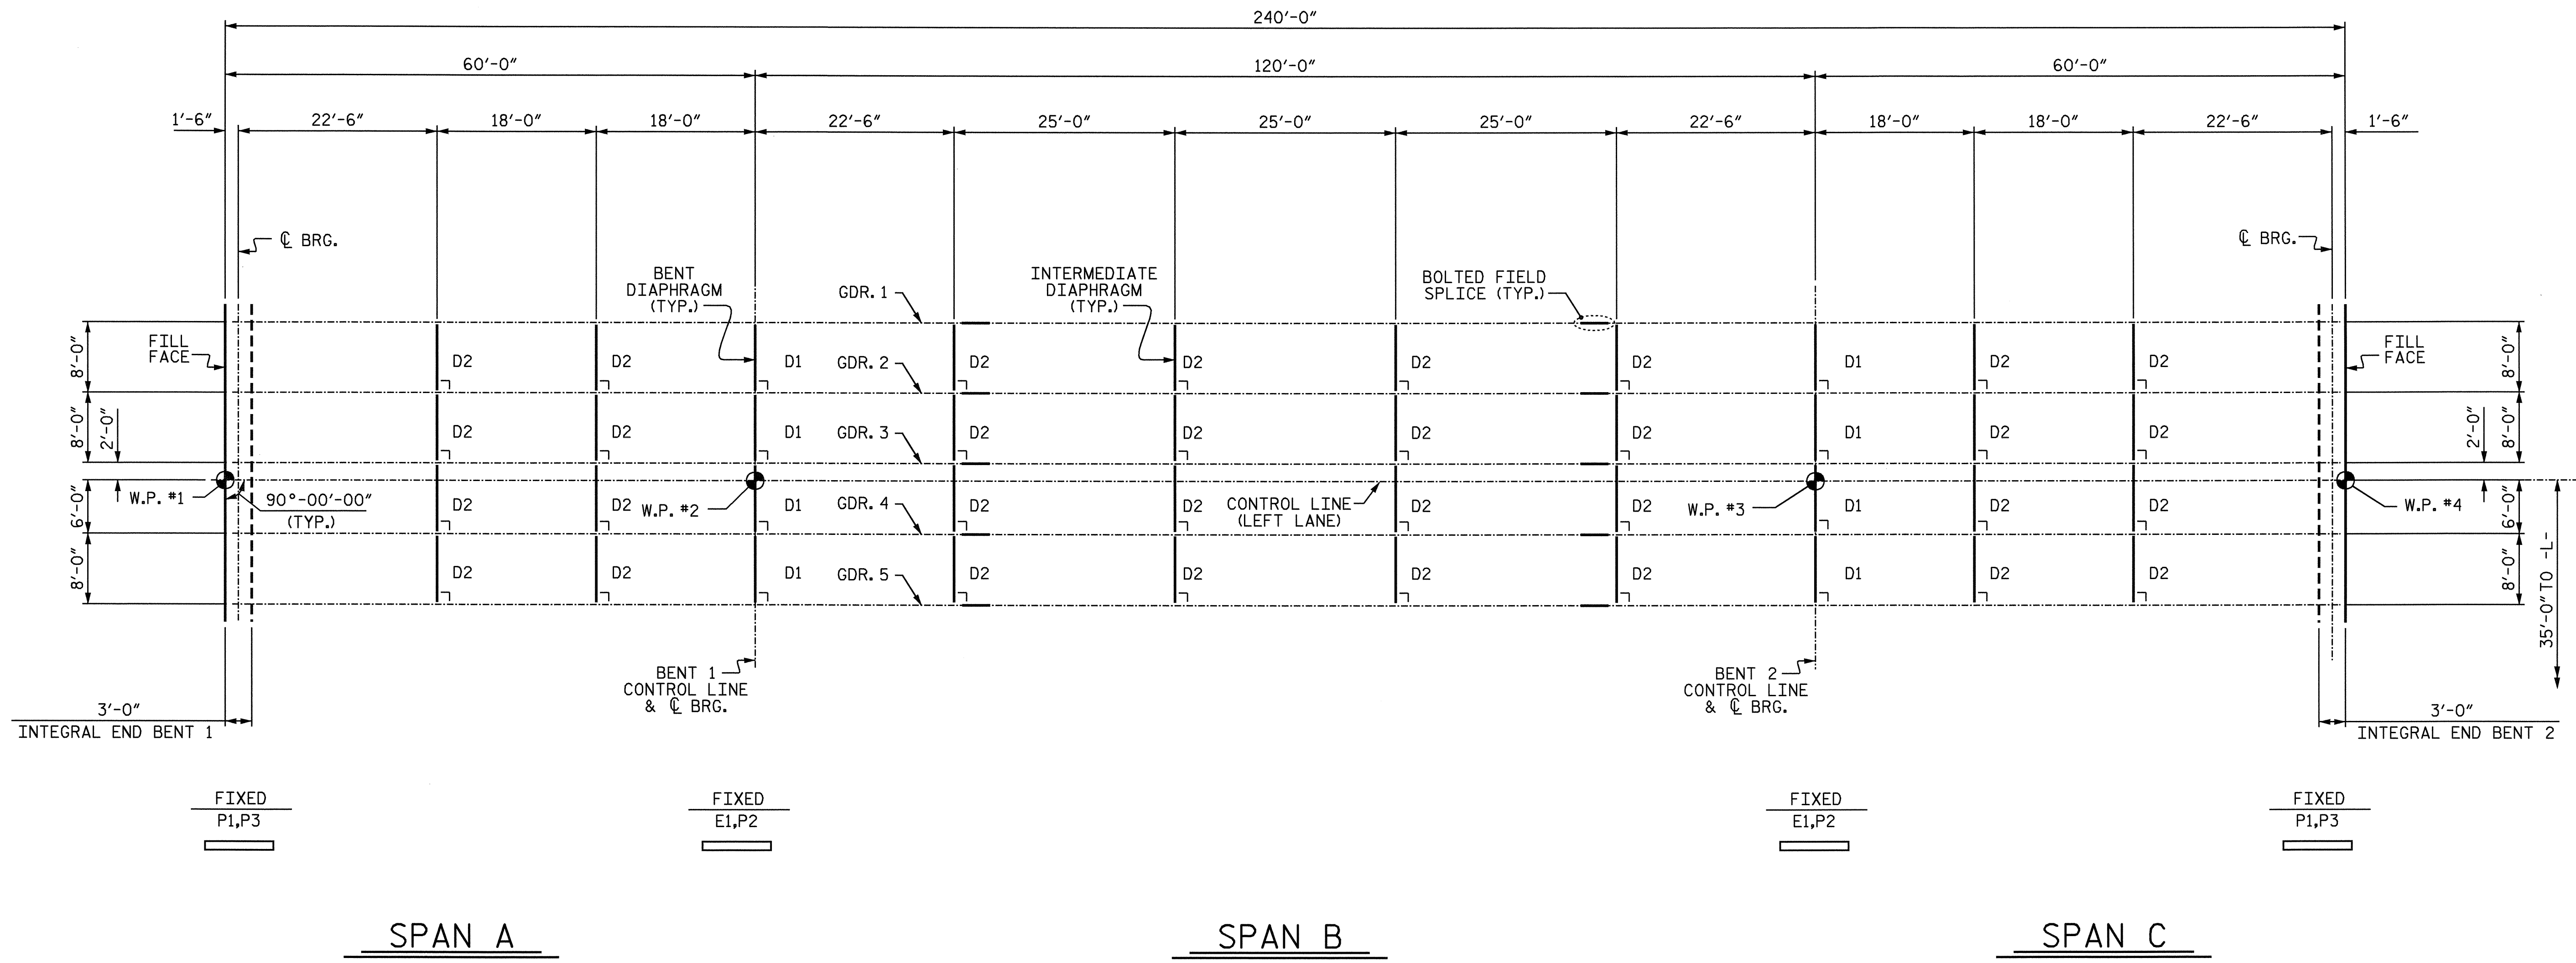 240'-0"
60'-0" 120'-0" 60'-0"
1'-6" 22'-6" 18'-0" 18'-0" 22'-6" 25'-0" 25'-0" 25'-0" 22'-6" 18'-0" 18'-0" 22'-6" 1'-6"
℄ BRG.
℄ BRG.
BENT
DIAPHRAGM
(TYP.)
GDR. 1
INTERMEDIATE
DIAPHRAGM
(TYP.)
BOLTED FIELD
SPLICE (TYP.)
FILL
FACE
FILL
FACE
8'-0"
8'-0"
D2 D2 D1 GDR. 2 D2 D2 D2 D2 D1 D2 D2
8'-0"
2'-0"
2'-0"
8'-0"
D2 D2 D1 GDR. 3 D2 D2 D2 D2 D1 D2 D2
W.P. #1
90°-00'-00"
(TYP.)
W.P. #2
CONTROL LINE
(LEFT LANE)
W.P. #3
W.P. #4
6'-0"
6'-0"
D2 D2 D1 GDR. 4 D2 D2 D2 D2 D1 D2 D2
8'-0"
8'-0"
D2 D2 D1 GDR. 5 D2 D2 D2 D2 D1 D2 D2
35'-0" TO -L-
BENT 1
CONTROL LINE
& ℄ BRG.
BENT 2
CONTROL LINE
& ℄ BRG.
3'-0"
INTEGRAL END BENT 1
3'-0"
INTEGRAL END BENT 2
FIXED
P1,P3
FIXED
E1,P2
FIXED
E1,P2
FIXED
P1,P3
SPAN A
SPAN B
SPAN C